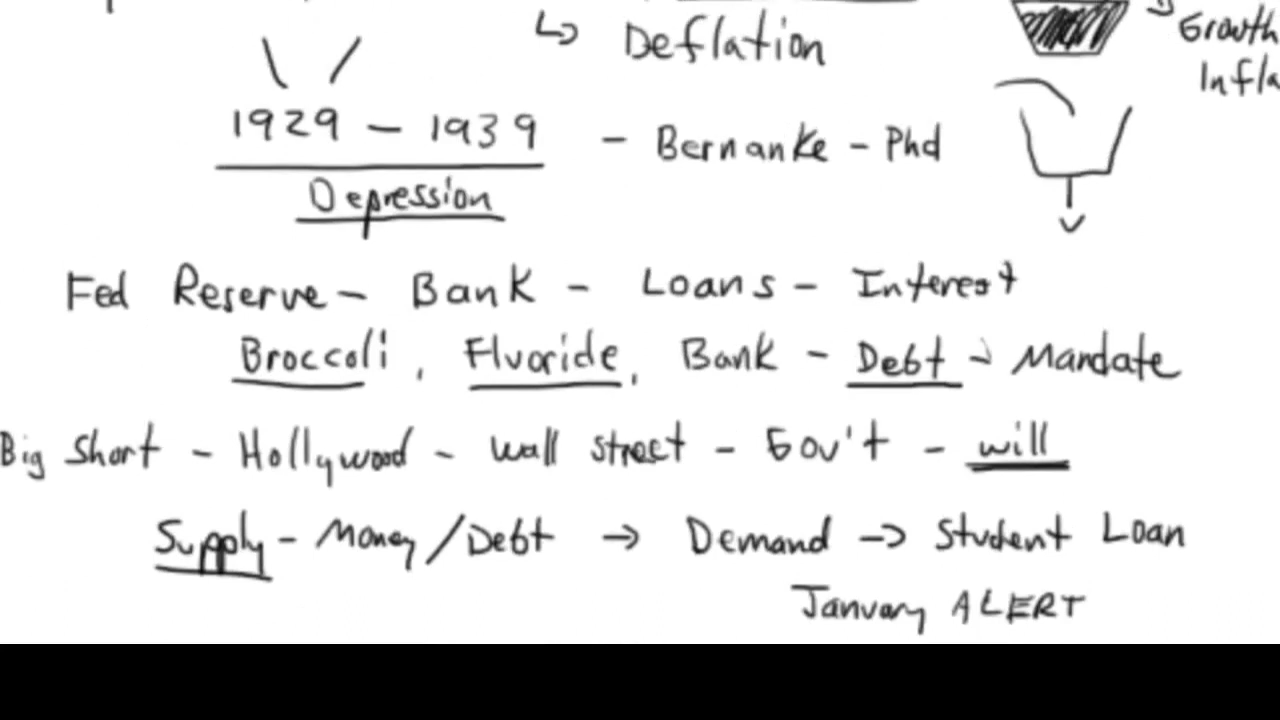 ↳ Deflation
Growth
Infla
1929 - 1939 - Bernanke - Phd
Depression
Fed Reserve - Bank - Loans - Interest
Broccoli, Fluoride, Bank - Debt - Mandate
Big Short - Hollywood - Wall Street - Gov't - will
Supply - Money/Debt → Demand → Student Loan
January ALERT